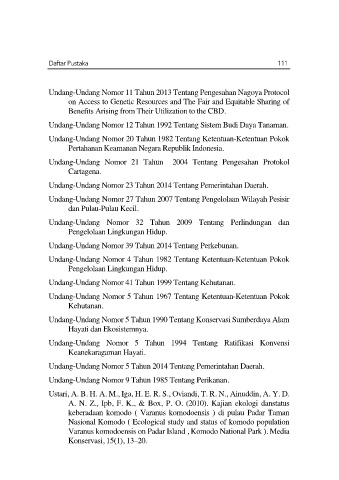 Daftar Pustaka 111
Undang-Undang Nomor 11 Tahun 2013 Tentang Pengesahan Nagoya Protocol
on Access to Genetic Resources and The Fair and Equitable Sharing of
Benefits Arising from Their Utilization to the CBD.
Undang-Undang Nomor 12 Tahun 1992 Tentang Sistem Budi Daya Tanaman.
Undang-Undang Nomor 20 Tahun 1982 Tentang Ketentuan-Ketentuan Pokok
Pertahanan Keamanan Negara Republik Indonesia.
Undang-Undang Nomor 21 Tahun 2004 Tentang Pengesahan Protokol
Cartagena.
Undang-Undang Nomor 23 Tahun 2014 Tentang Pemerintahan Daerah.
Undang-Undang Nomor 27 Tahun 2007 Tentang Pengelolaan Wilayah Pesisir
dan Pulau-Pulau Kecil.
Undang-Undang Nomor 32 Tahun 2009 Tentang Perlindungan dan
Pengelolaan Lingkungan Hidup.
Undang-Undang Nomor 39 Tahun 2014 Tentang Perkebunan.
Undang-Undang Nomor 4 Tahun 1982 Tentang Ketentuan-Ketentuan Pokok
Pengelolaan Lingkungan Hidup.
Undang-Undang Nomor 41 Tahun 1999 Tentang Kehutanan.
Undang-Undang Nomor 5 Tahun 1967 Tentang Ketentuan-Ketentuan Pokok
Kehutanan.
Undang-Undang Nomor 5 Tahun 1990 Tentang Konservasi Sumberdaya Alam
Hayati dan Ekosistemnya.
Undang-Undang Nomor 5 Tahun 1994 Tentang Ratifikasi Konvensi
Keanekaragaman Hayati.
Undang-Undang Nomor 5 Tahun 2014 Tentang Pemerintahan Daerah.
Undang-Undang Nomor 9 Tahun 1985 Tentang Perikanan.
Ustari, A. B. H. A. M., Iga, H. E. R. S., Oviandi, T. R. N., Ainuddin, A. Y. D.
A. N. Z., Ipb, F. K., & Box, P. O. (2010). Kajian ekologi danstatus
keberadaan komodo ( Varanus komodoensis ) di pulau Padar Taman
Nasional Komodo ( Ecological study and status of komodo population
Varanus komodoensis on Padar Island , Komodo National Park ). Media
Konservasi, 15(1), 13–20.